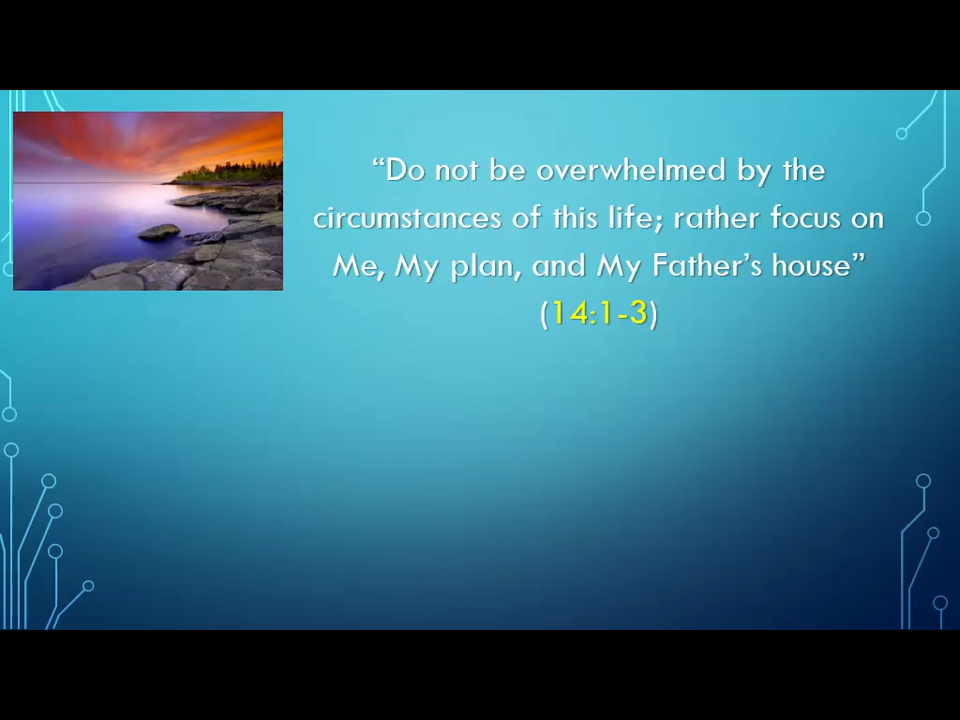 “Do not be overwhelmed by the
circumstances of this life; rather focus on
Me, My plan, and My Father’s house”
(14:1-3)